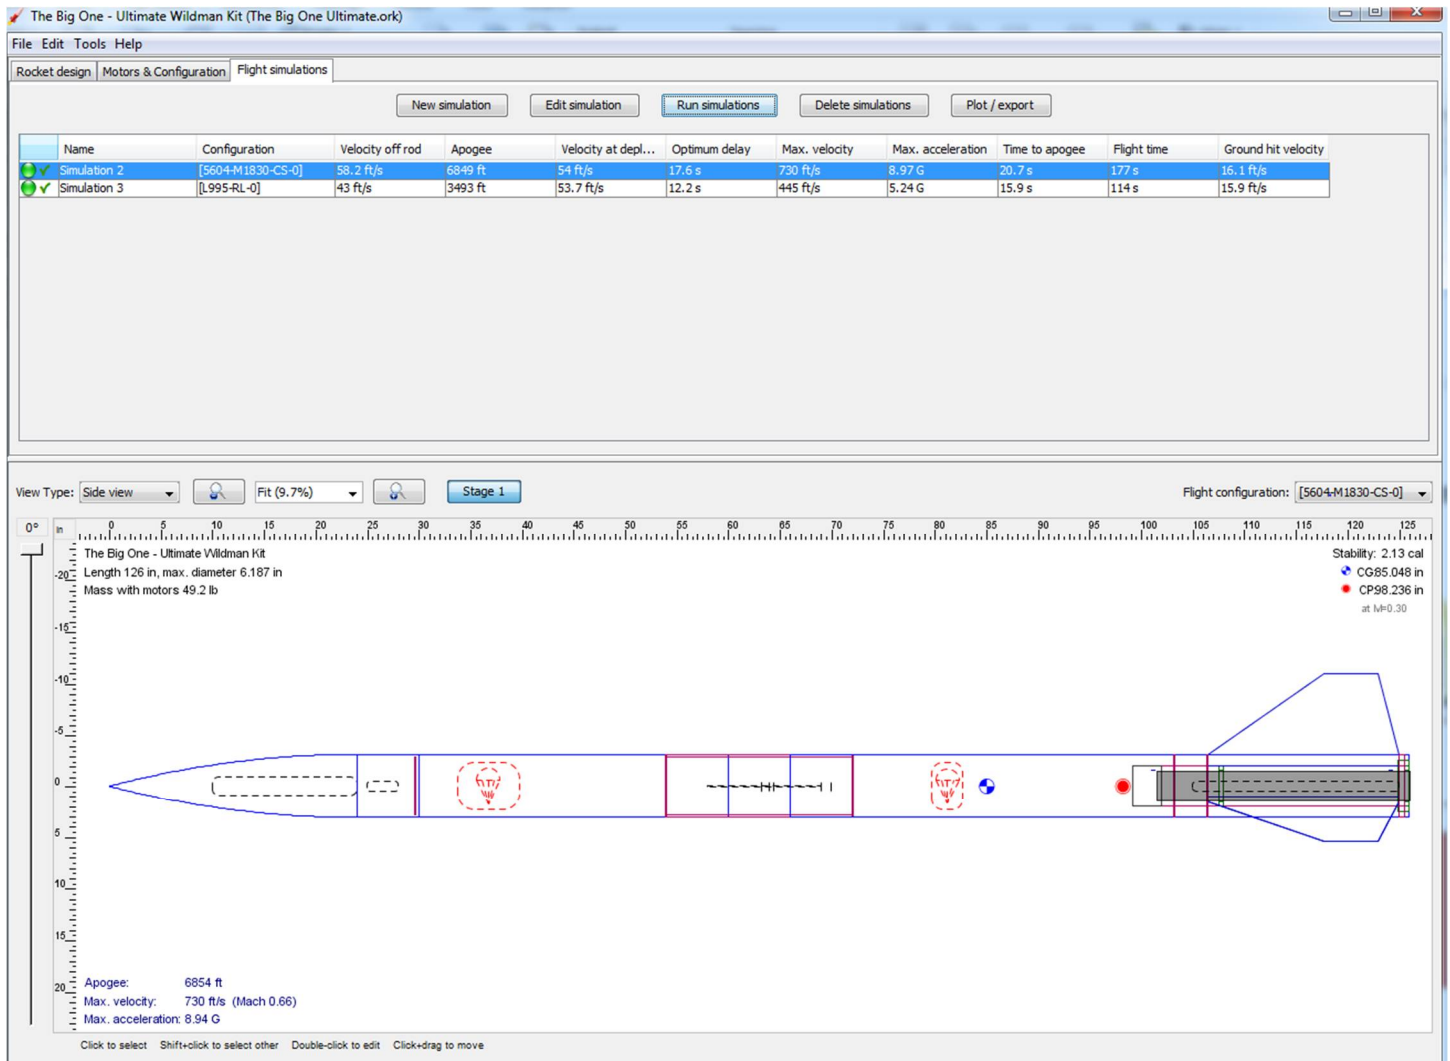 The Big One - Ultimate Wildman Kit (The Big One Ultimate.ork)
File Edit Tools Help
Rocket design Motors & Configuration Flight simulations
New simulation Edit simulation Run simulations Delete simulations Plot / export
Name Configuration Velocity off rod Apogee Velocity at depl... Optimum delay Max. velocity Max. acceleration Time to apogee Flight time Ground hit velocity
Simulation 2 [5604-M1830-CS-0] 58.2 ft/s 6849 ft 54 ft/s 17.6 s 730 ft/s 8.97 G 20.7 s 177 s 16.1 ft/s
Simulation 3 [L995-RL-0] 43 ft/s 3493 ft 53.7 ft/s 12.2 s 445 ft/s 5.24 G 15.9 s 114 s 15.9 ft/s
View Type: Side view Fit (9.7%) Stage 1 Flight configuration: [5604-M1830-CS-0]
0° in 0 5 10 15 20 25 30 35 40 45 50 55 60 65 70 75 80 85 90 95 100 105 110 115 120 125
The Big One - Ultimate Wildman Kit Stability: 2.13 cal
-20 Length 126 in, max. diameter 6.187 in CG85.048 in
Mass with motors 49.2 lb CP98.236 in
at M=0.30
-15
-10
-5
0
5
10
15
Apogee: 6854 ft
20
Max. velocity: 730 ft/s (Mach 0.66)
Max. acceleration: 8.94 G
Click to select Shift+click to select other Double-click to edit Click+drag to move